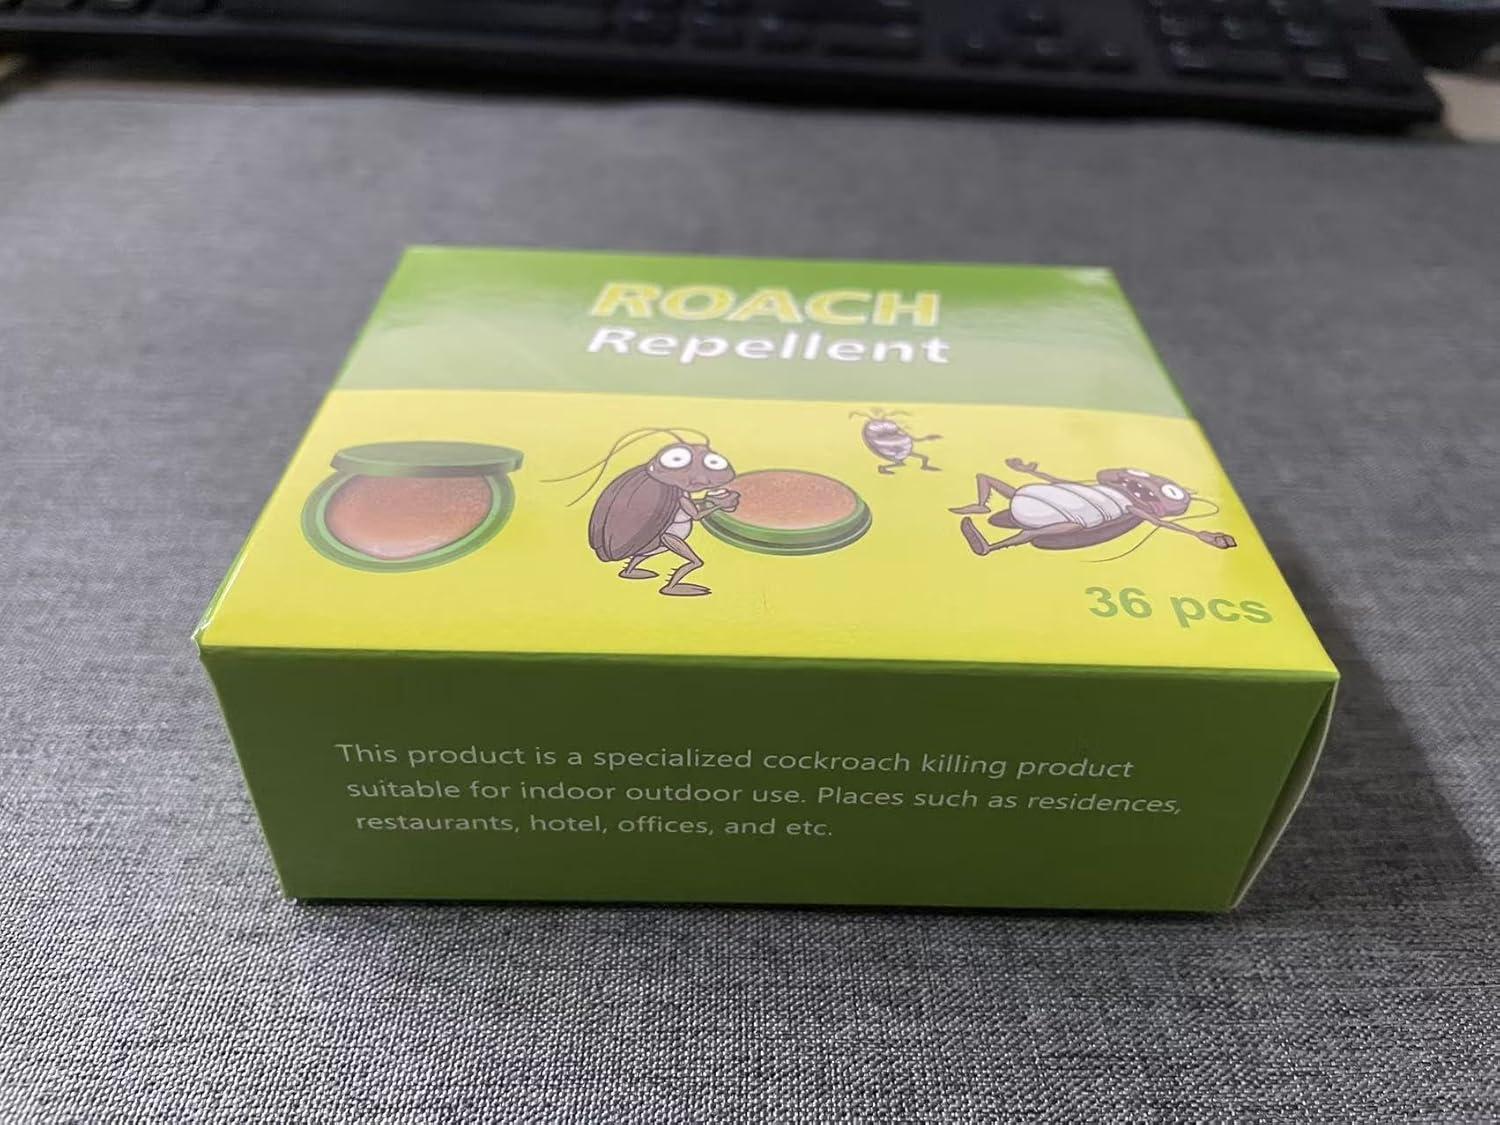 ROACH
Repellent
36 pcs
This product is a specialized cockroach killing product
suitable for indoor outdoor use. Places such as residences,
restaurants, hotel, offices, and etc.